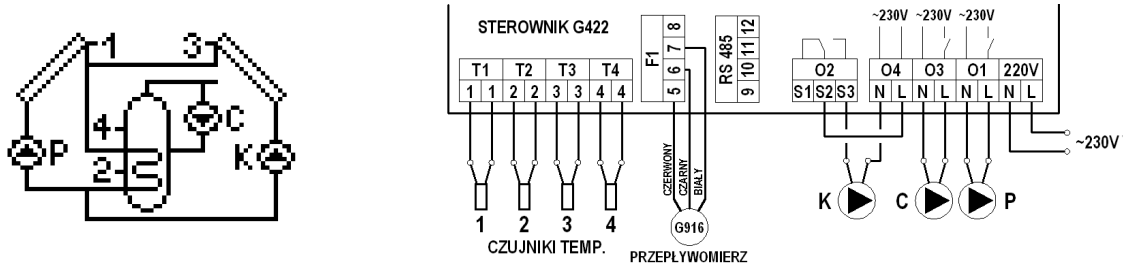 1 3
4 C
P K
2
STEROWNIK G422
~230V ~230V ~230V
F1 8 7 6 5
RS 485 12 11 10 9
T1 T2 T3 T4
1 1 2 2 3 3 4 4
O2 O4 O3 O1 220V
S1 S2 S3 N L N L N L N L
~230V
CZERWONY
CZARNY
BIAŁY
1 2 3 4
CZUJNIKI TEMP.
G916
PRZEPŁYWOMIERZ
K C P